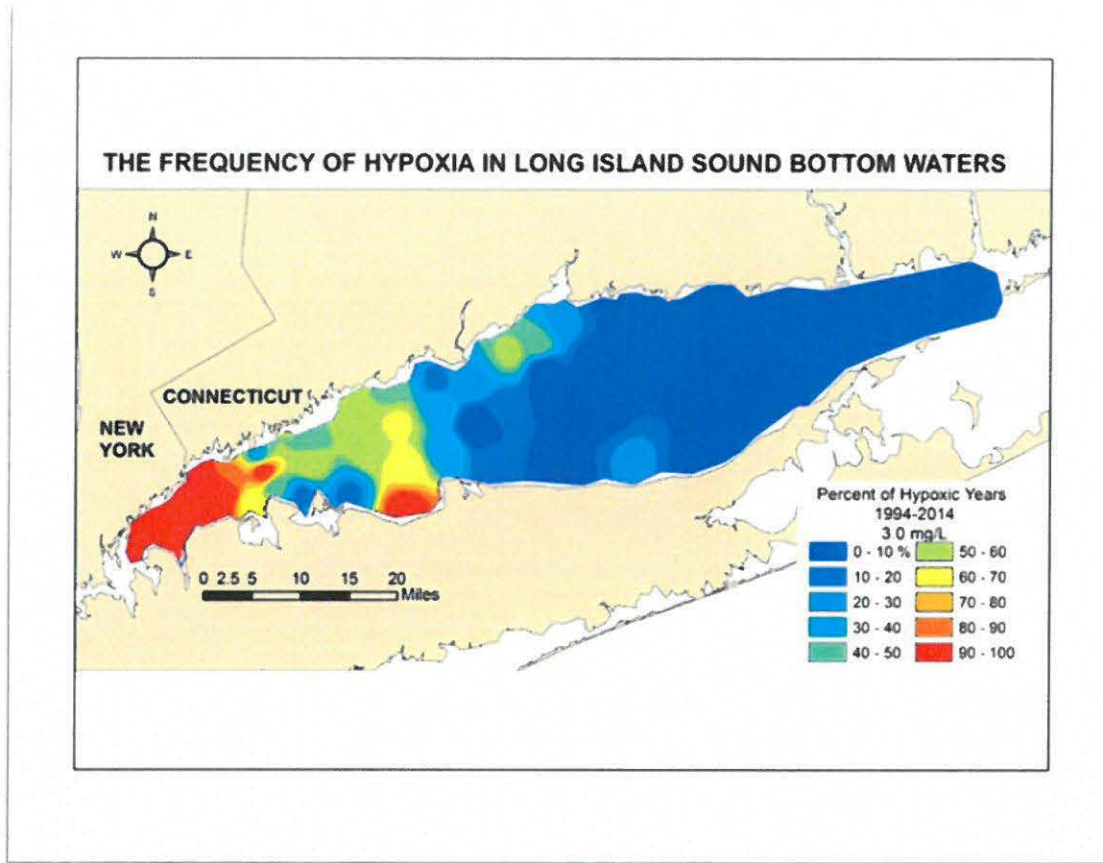 THE FREQUENCY OF HYPOXIA IN LONG ISLAND SOUND BOTTOM WATERS
N
W E
S
CONNECTICUT
NEW
YORK
0 2.5 5 10 15 20
Miles
Percent of Hypoxic Years
1994-2014
3.0 mg/L
0 - 10 % 50 - 60
10 - 20 60 - 70
20 - 30 70 - 80
30 - 40 80 - 90
40 - 50 90 - 100